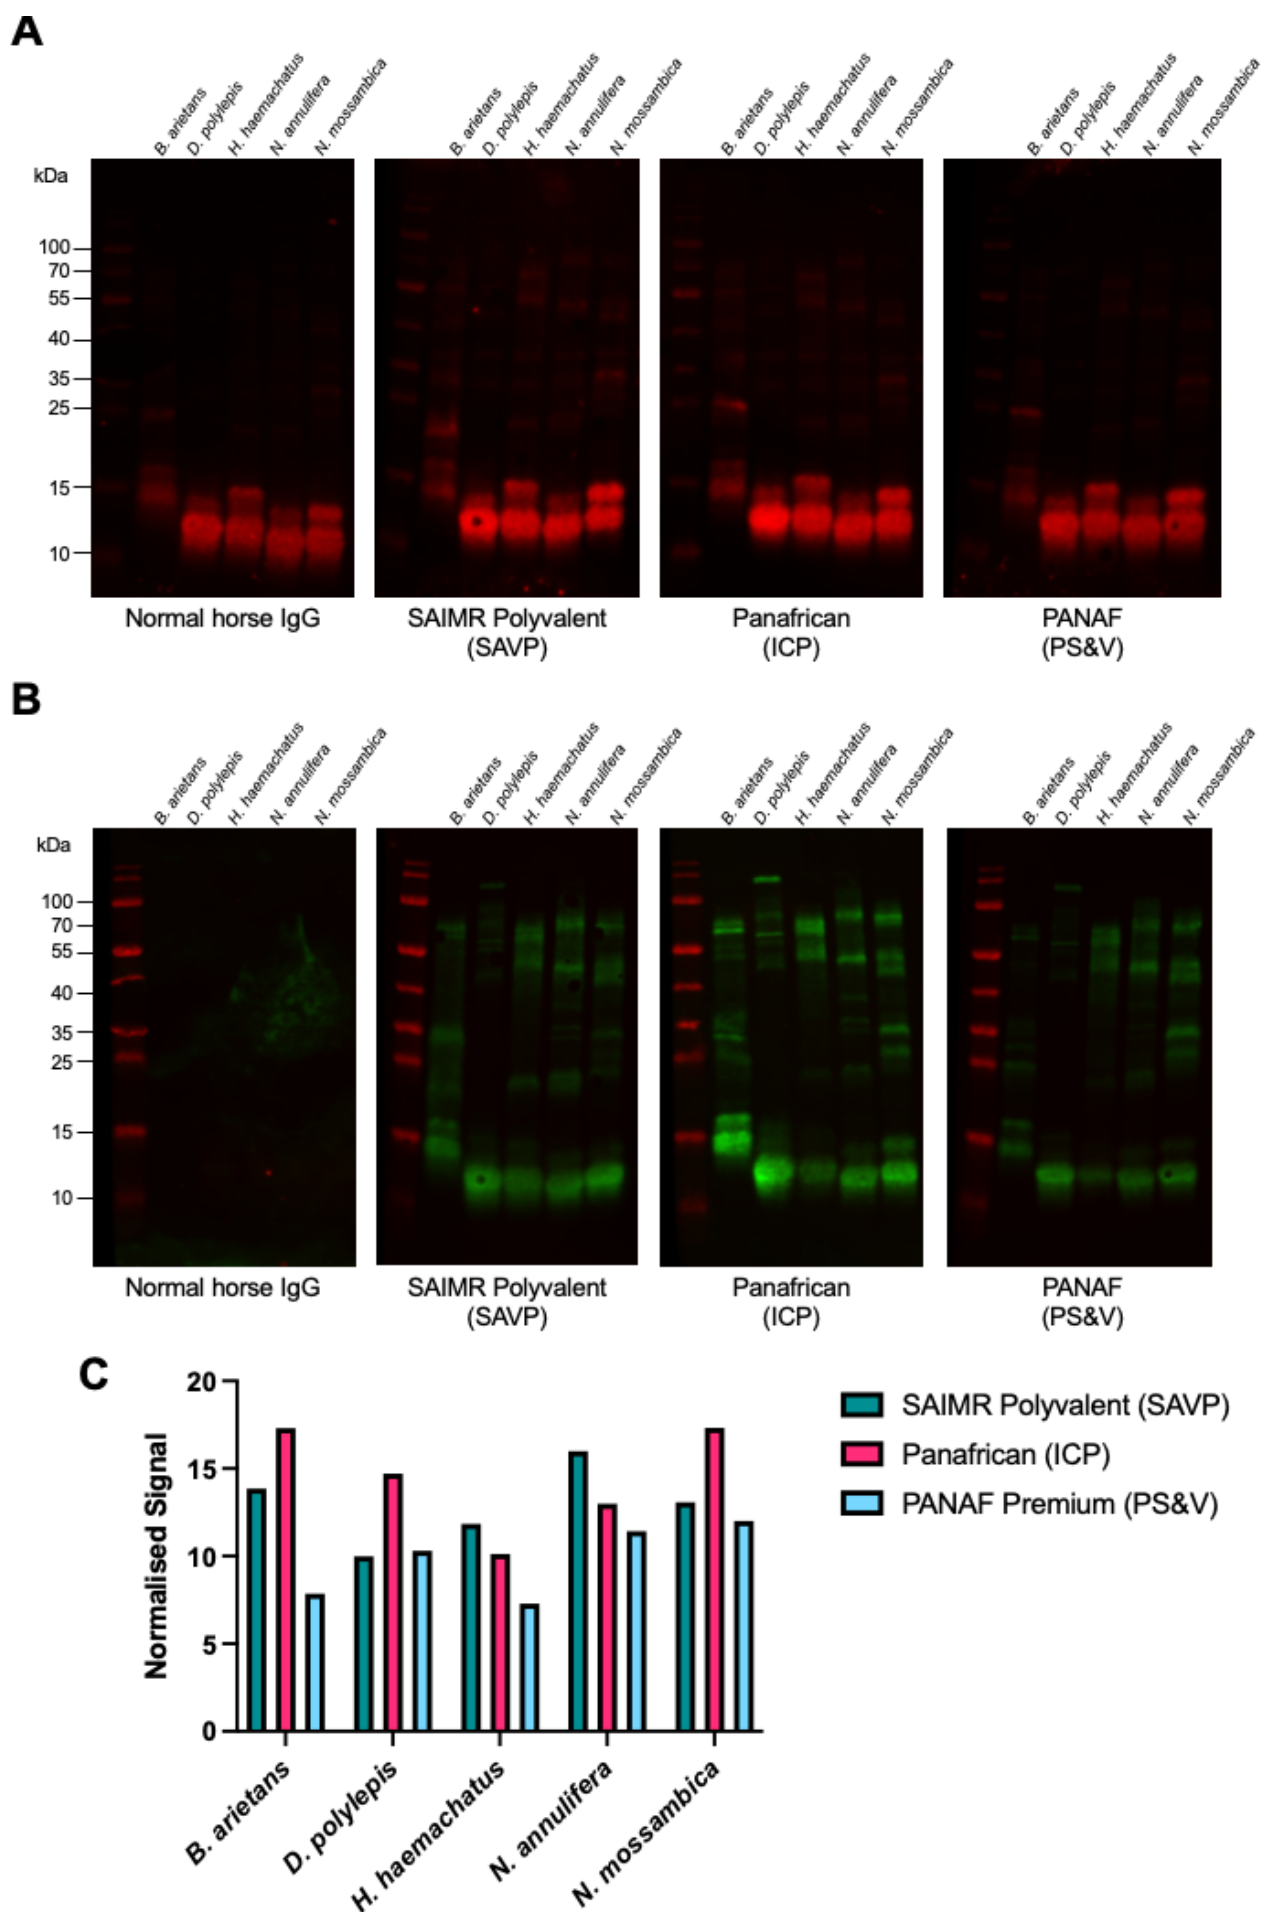 A
B. arietans
D. polylepis
H. haemachatus
N. annulifera
N. mossambica
B. arietans
D. polylepis
H. haemachatus
N. annulifera
N. mossambica
B. arietans
D. polylepis
H. haemachatus
N. annulifera
N. mossambica
B. arietans
D. polylepis
H. haemachatus
N. annulifera
N. mossambica
kDa
100
70
55
40
35
25
15
10
Normal horse IgG
SAIMR Polyvalent
(SAVP)
Panafrican
(ICP)
PANAF
(PS&V)
B
B. arietans
D. polylepis
H. haemachatus
N. annulifera
N. mossambica
B. arietans
D. polylepis
H. haemachatus
N. annulifera
N. mossambica
B. arietans
D. polylepis
H. haemachatus
N. annulifera
N. mossambica
B. arietans
D. polylepis
H. haemachatus
N. annulifera
N. mossambica
kDa
100
70
55
40
35
25
15
10
Normal horse IgG
SAIMR Polyvalent
(SAVP)
Panafrican
(ICP)
PANAF
(PS&V)
C
Normalised Signal
20
15
10
5
0
B. arietans
D. polylepis
H. haemachatus
N. annulifera
N. mossambica
SAIMR Polyvalent (SAVP)
Panafrican (ICP)
PANAF Premium (PS&V)